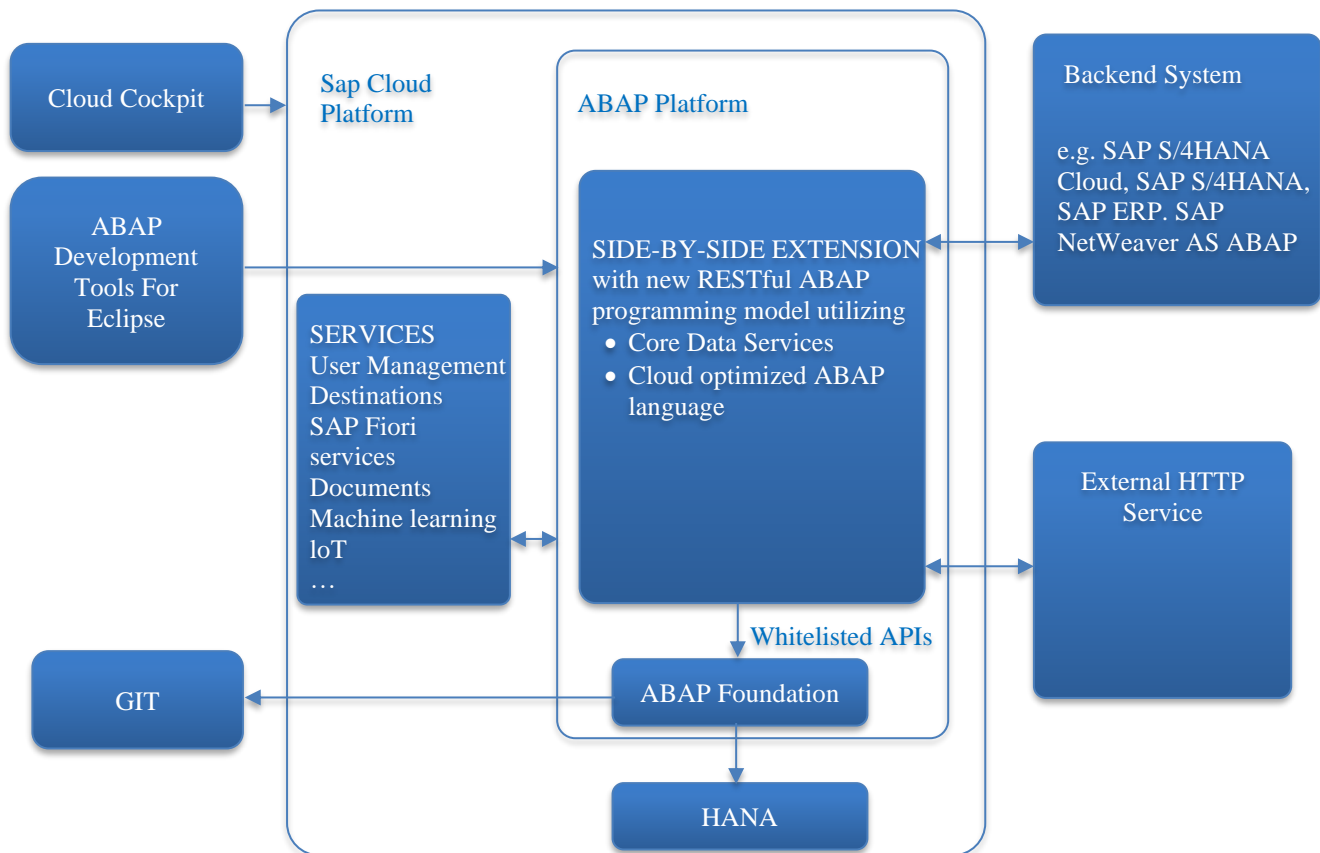 Cloud Cockpit
ABAP
Development
Tools For
Eclipse
Sap Cloud
Platform
SERVICES
User Management
Destinations
SAP Fiori
services
Documents
Machine learning
loT
…
ABAP Platform
SIDE-BY-SIDE EXTENSION
with new RESTful ABAP
programming model utilizing
• Core Data Services
• Cloud optimized ABAP
language
Whitelisted APIs
ABAP Foundation
HANA
GIT
Backend System
e.g. SAP S/4HANA
Cloud, SAP S/4HANA,
SAP ERP. SAP
NetWeaver AS ABAP
External HTTP
Service